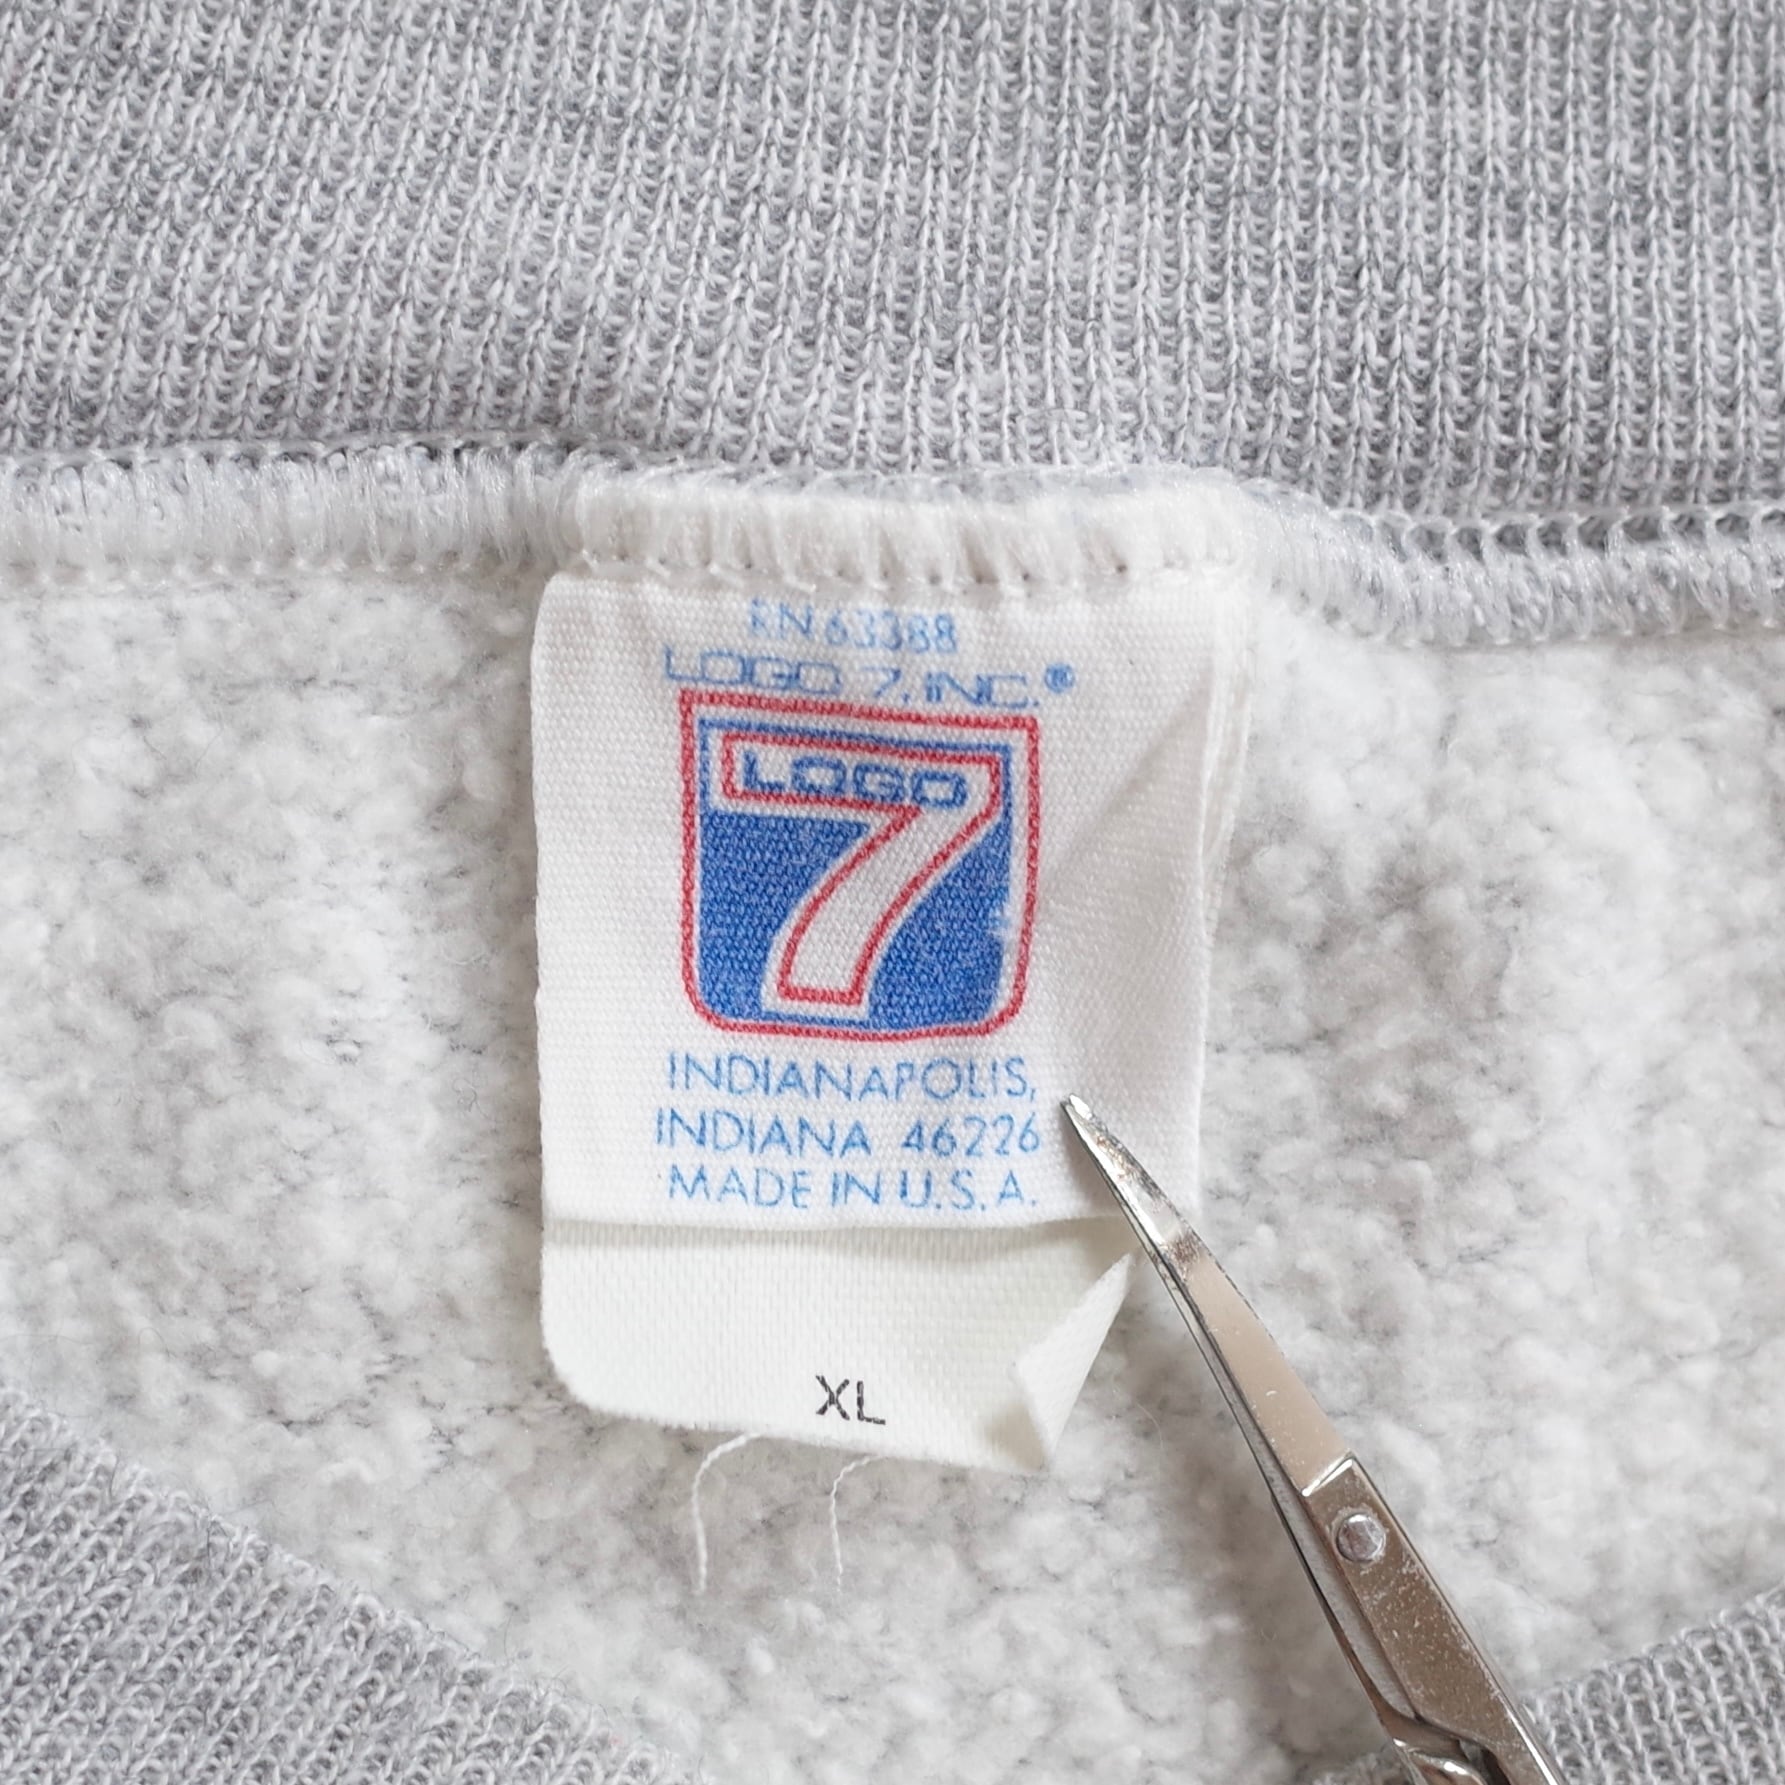 RN 63388
LOGO 7, INC.®
LOGO
7
INDIANAPOLIS,
INDIANA 46226
MADE IN U.S.A.
XL